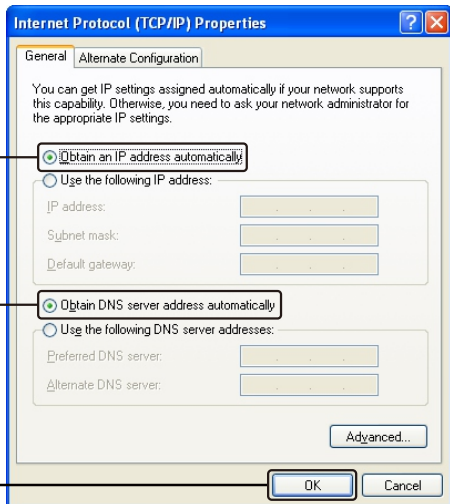 Internet Protocol (TCP/IP) Properties
General
Alternate Configuration
You can get IP settings assigned automatically if your network supports
this capability. Otherwise, you need to ask your network administrator for
the appropriate IP settings.
Obtain an IP address automatically
Use the following IP address:
IP address:
Subnet mask:
Default gateway:
Obtain DNS server address automatically
Use the following DNS server addresses:
Preferred DNS server:
Alternate DNS server:
Advanced...
OK
Cancel